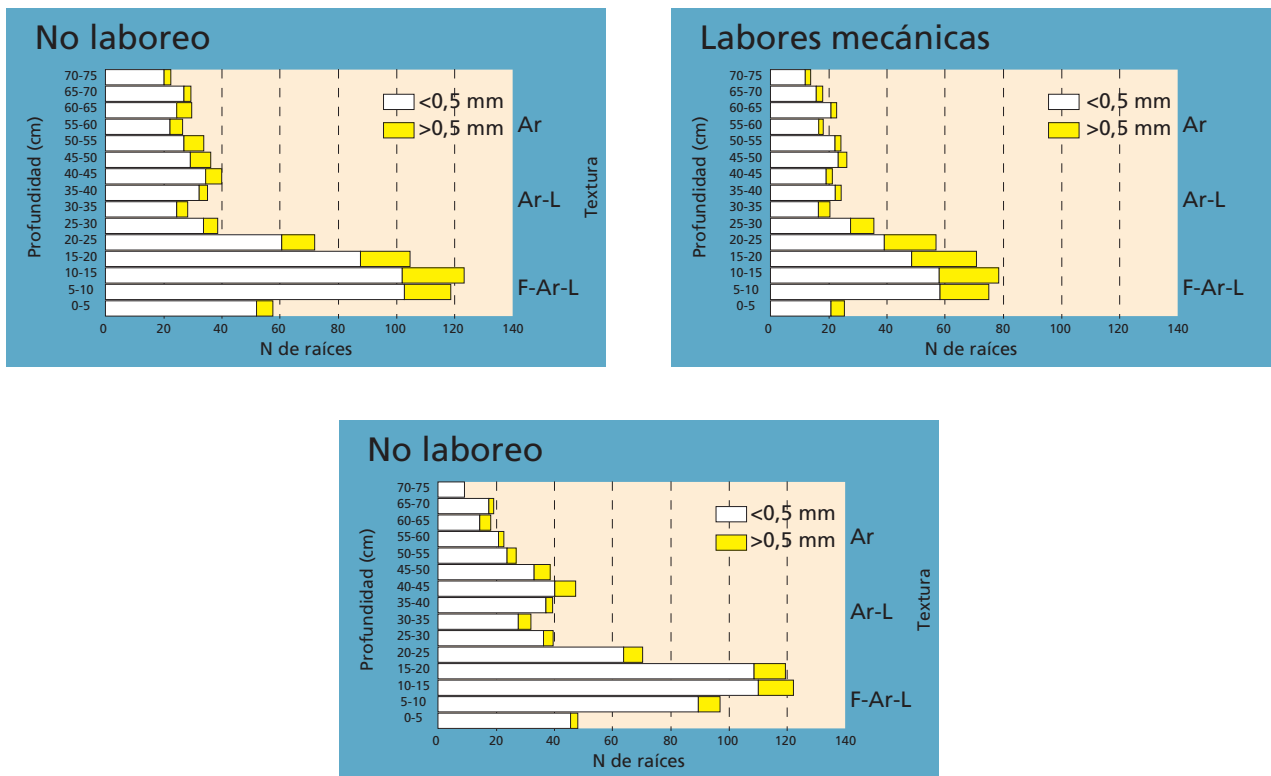 No laboreo
Profundidad (cm)
70-75
65-70
60-65
55-60
50-55
45-50
40-45
35-40
30-35
25-30
20-25
15-20
10-15
5-10
0-5
0 20 40 60 80 100 120 140
N de raíces
<0,5 mm
>0,5 mm
Ar
Ar-L
F-Ar-L
Textura
Labores mecánicas
Profundidad (cm)
70-75
65-70
60-65
55-60
50-55
45-50
40-45
35-40
30-35
25-30
20-25
15-20
10-15
5-10
0-5
0 20 40 60 80 100 120 140
N de raíces
<0,5 mm
>0,5 mm
Ar
Ar-L
F-Ar-L
No laboreo
Profundidad (cm)
70-75
65-70
60-65
55-60
50-55
45-50
40-45
35-40
30-35
25-30
20-25
15-20
10-15
5-10
0-5
0 20 40 60 80 100 120 140
N de raíces
<0,5 mm
>0,5 mm
Ar
Ar-L
F-Ar-L
Textura